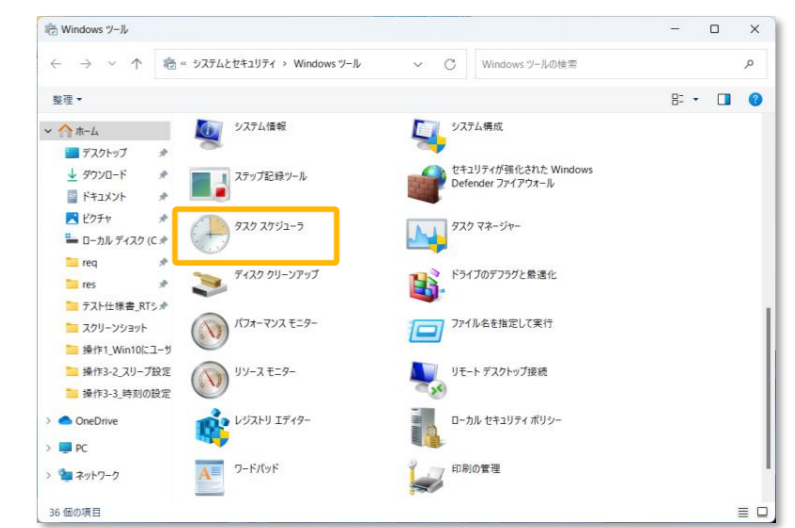 Windows ツール
« システムとセキュリティ › Windows ツール
Windows ツールの検索
整理
ホーム
デスクトップ
ダウンロード
ドキュメント
ピクチャ
ローカル ディスク (C
req
res
テスト仕様書_RTシ
スクリーンショット
操作1_Win10にユーザ
操作3-2_スリープ設定
操作3-3_時刻の設定
OneDrive
PC
ネットワーク
システム情報
システム構成
ステップ記録ツール
セキュリティが強化された Windows
Defender ファイアウォール
タスク スケジューラ
タスク マネージャー
ディスク クリーンアップ
ドライブのデフラグと最適化
パフォーマンス モニター
ファイル名を指定して実行
リソース モニター
リモート デスクトップ接続
レジストリ エディター
ローカル セキュリティ ポリシー
ワードパッド
印刷の管理
36 個の項目